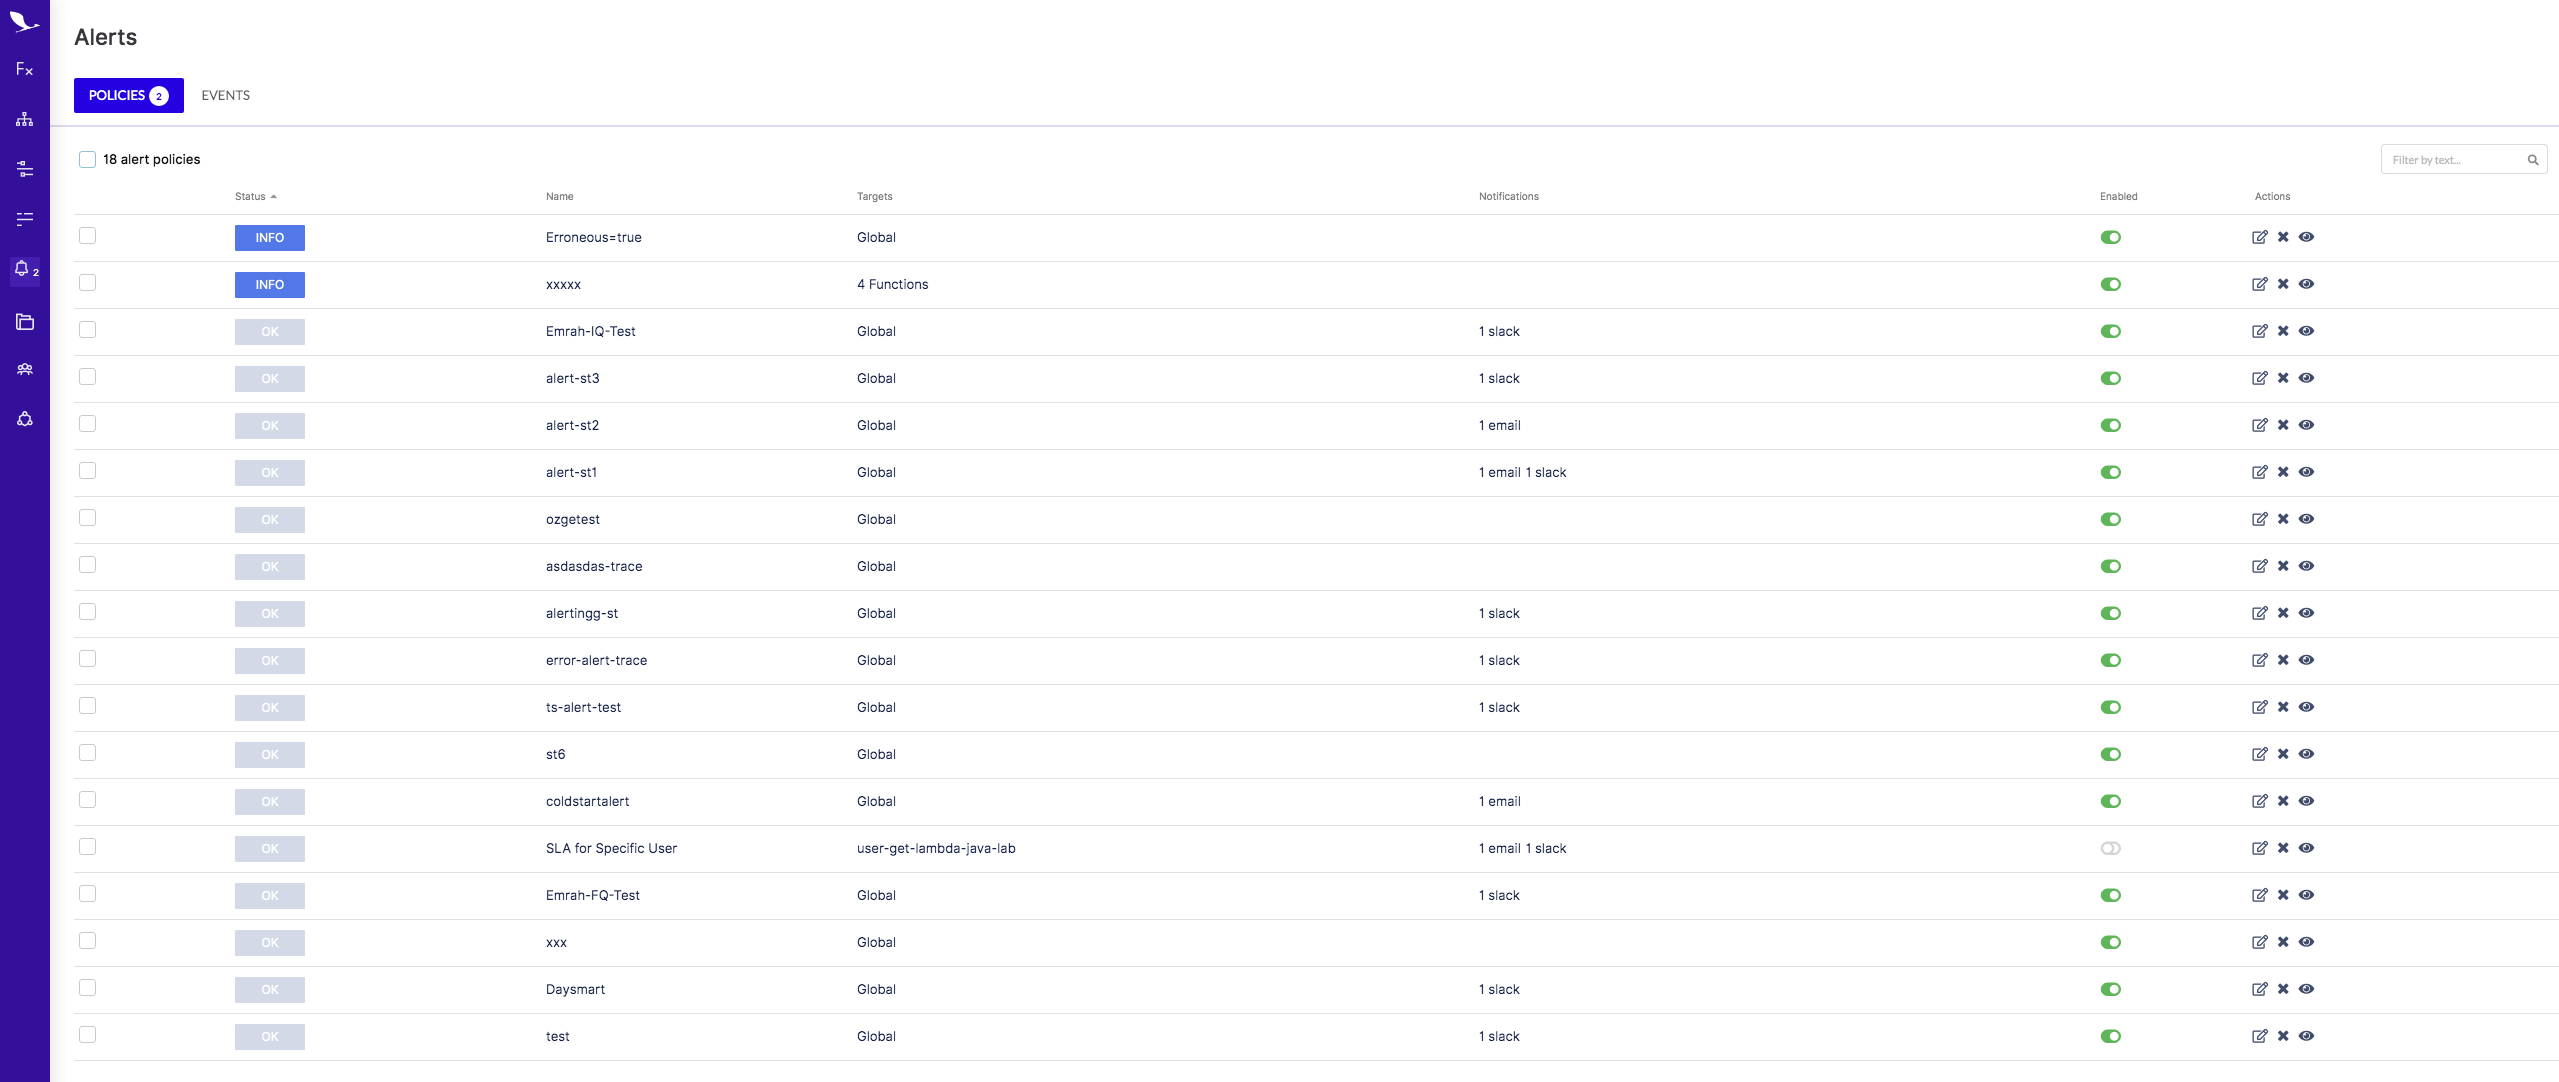 Alerts
Fx
POLICIES 2 EVENTS
18 alert policies Filter by text...
Status Name Targets Notifications Enabled Actions
INFO Erroneous=true Global
2
INFO xxxxx 4 Functions
OK Emrah-IQ-Test Global 1 slack
OK alert-st3 Global 1 slack
OK alert-st2 Global 1 email
OK alert-st1 Global 1 email 1 slack
OK ozgetest Global
OK asdasdas-trace Global
OK alertingg-st Global 1 slack
OK error-alert-trace Global 1 slack
OK ts-alert-test Global 1 slack
OK st6 Global
OK coldstartalert Global 1 email
OK SLA for Specific User user-get-lambda-java-lab 1 email 1 slack
OK Emrah-FQ-Test Global 1 slack
OK xxx Global
OK Daysmart Global 1 slack
OK test Global 1 slack